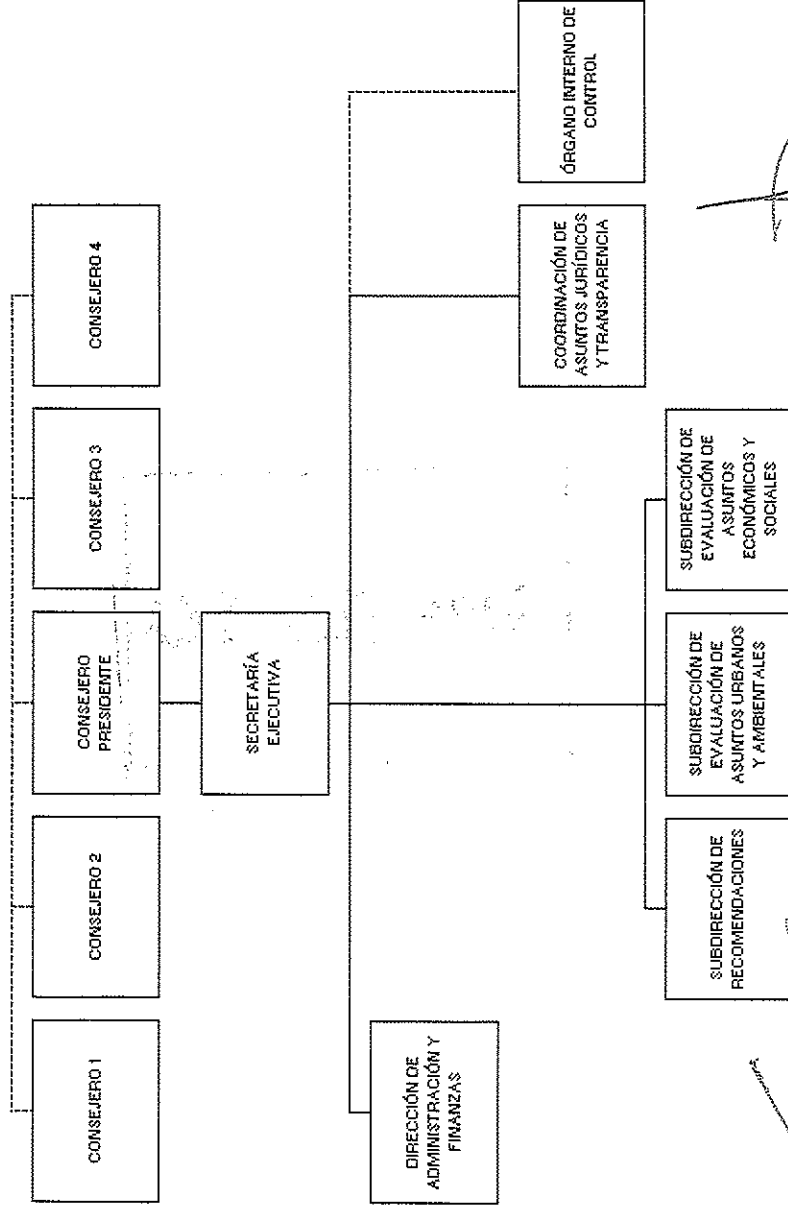 CONSEJERO 1
CONSEJERO 2
CONSEJERO
PRESIDENTE
CONSEJERO 3
CONSEJERO 4
SECRETARÍA
EJECUTIVA
DIRECCIÓN DE
ADMINISTRACIÓN Y
FINANZAS
COORDINACIÓN DE
ASUNTOS JURÍDICOS
Y TRANSPARENCIA
ÓRGANO INTERNO DE
CONTROL
SUBDIRECCIÓN DE
RECOMENDACIONES
SUBDIRECCIÓN DE
EVALUACIÓN DE
ASUNTOS URBANOS
Y AMBIENTALES
SUBDIRECCIÓN DE
EVALUACIÓN DE
ASUNTOS
ECONÓMICOS Y
SOCIALES